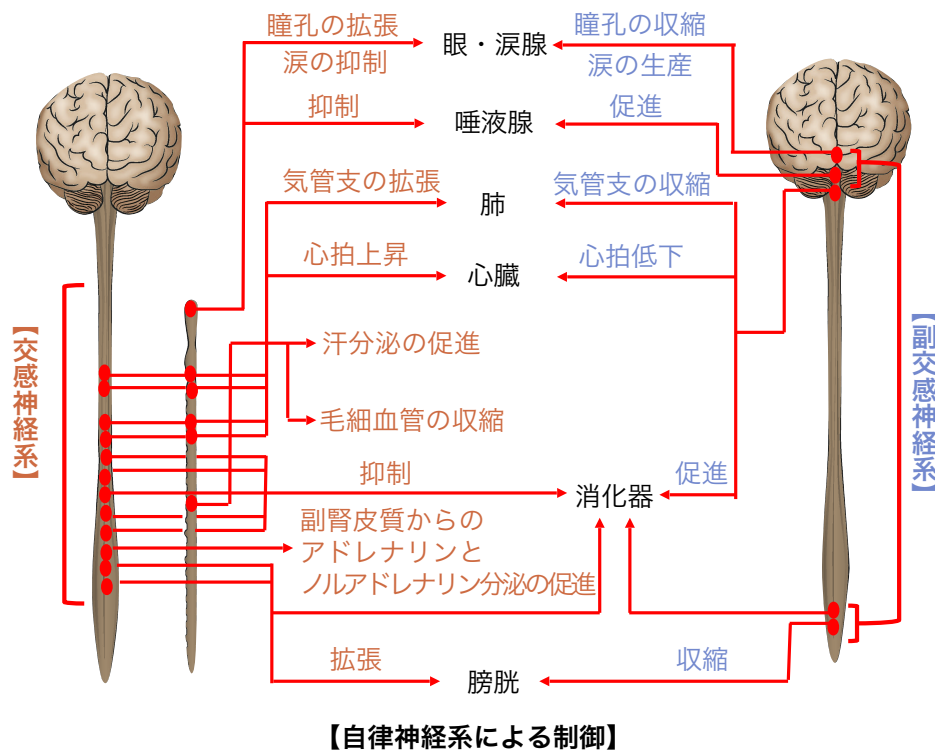 瞳孔の拡張
涙の抑制
眼・涙腺
瞳孔の収縮
涙の生産
抑制
唾液腺
促進
気管支の拡張
肺
気管支の収縮
心拍上昇
心臓
心拍低下
【交感神経系】
汗分泌の促進
毛細血管の収縮
【副交感神経系】
抑制
消化器
促進
副腎皮質からの
アドレナリンと
ノルアドレナリン分泌の促進
拡張
膀胱
収縮
【自律神経系による制御】